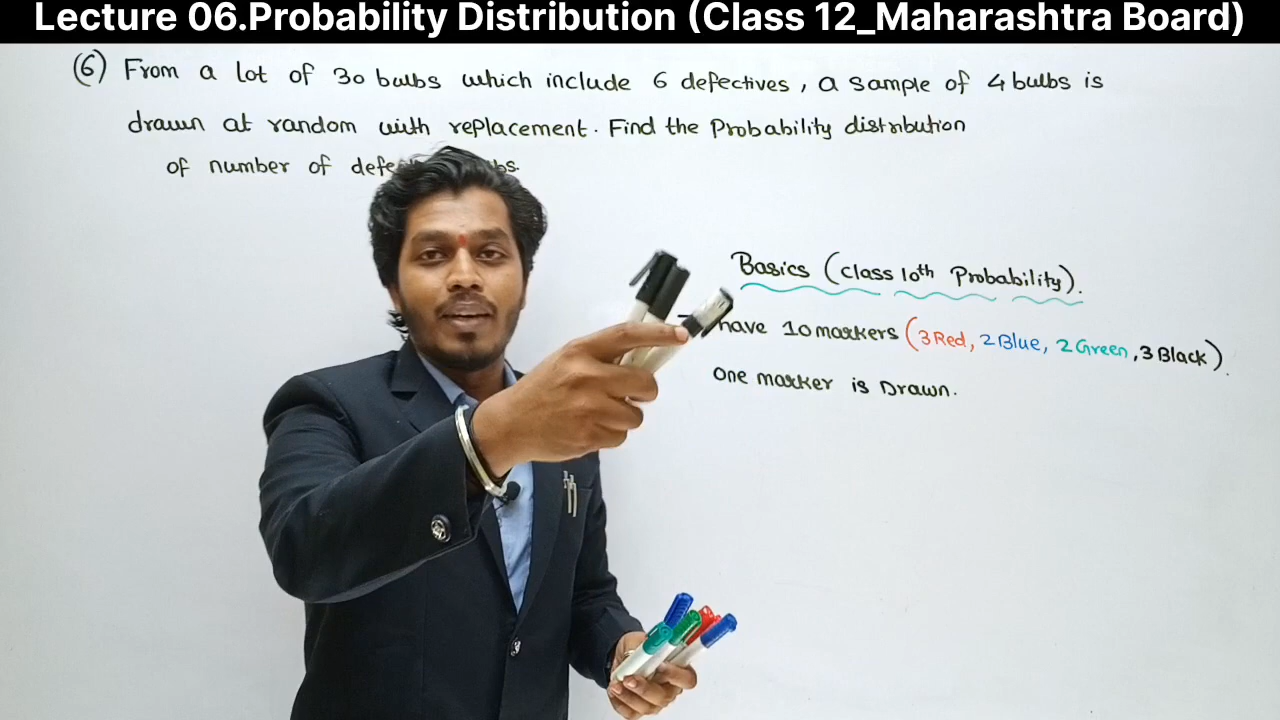 Lecture 06.Probability Distribution (Class 12_Maharashtra Board)
(6) From a lot of 30 bulbs which include 6 defectives, a sample of 4 bulbs is
drawn at random with replacement. Find the Probability distribution
of number of
Basics (class 10th Probability).
have 10 markers (3 Red, 2 Blue, 2 Green, 3 Black).
One marker is Drawn.